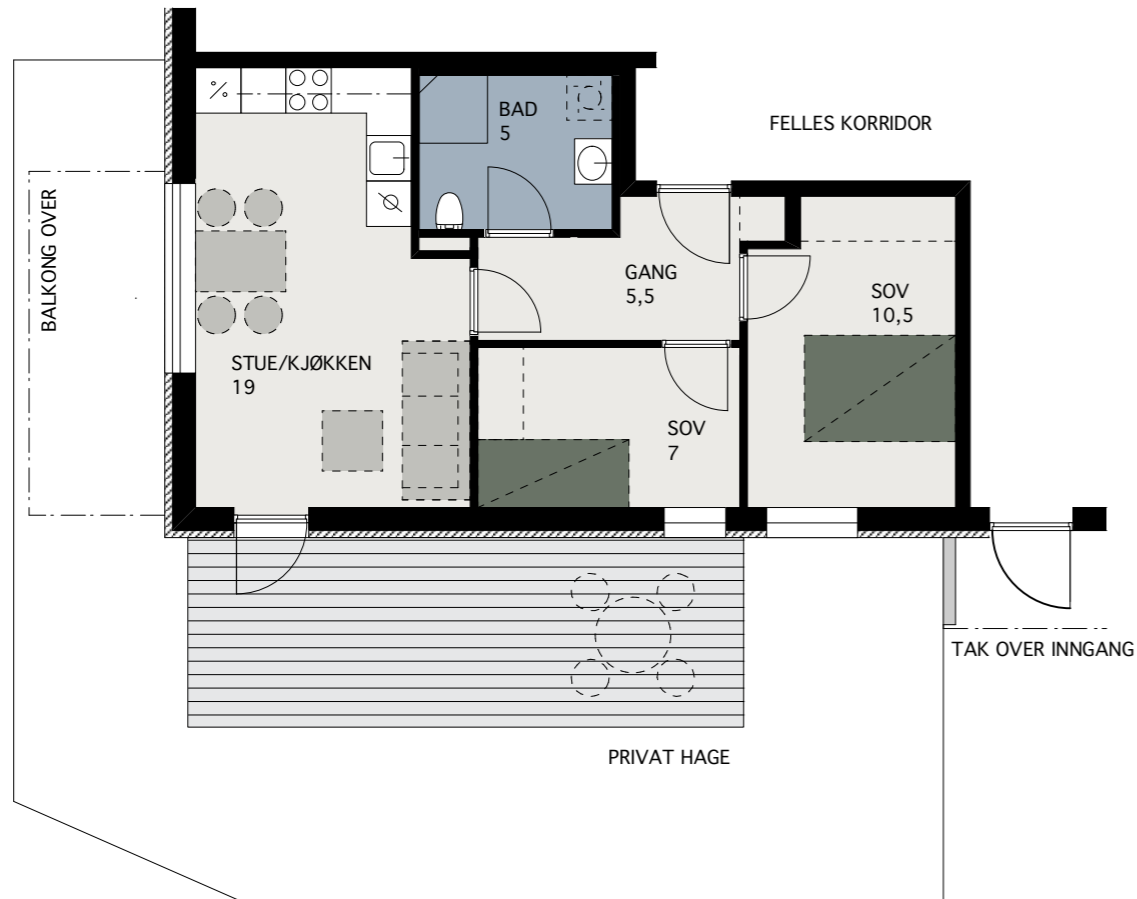 BAD
5
FELLES KORRIDOR
BALKONG OVER
GANG
5,5
SOV
10,5
STUE/KJØKKEN
19
SOV
7
TAK OVER INNGANG
PRIVAT HAGE